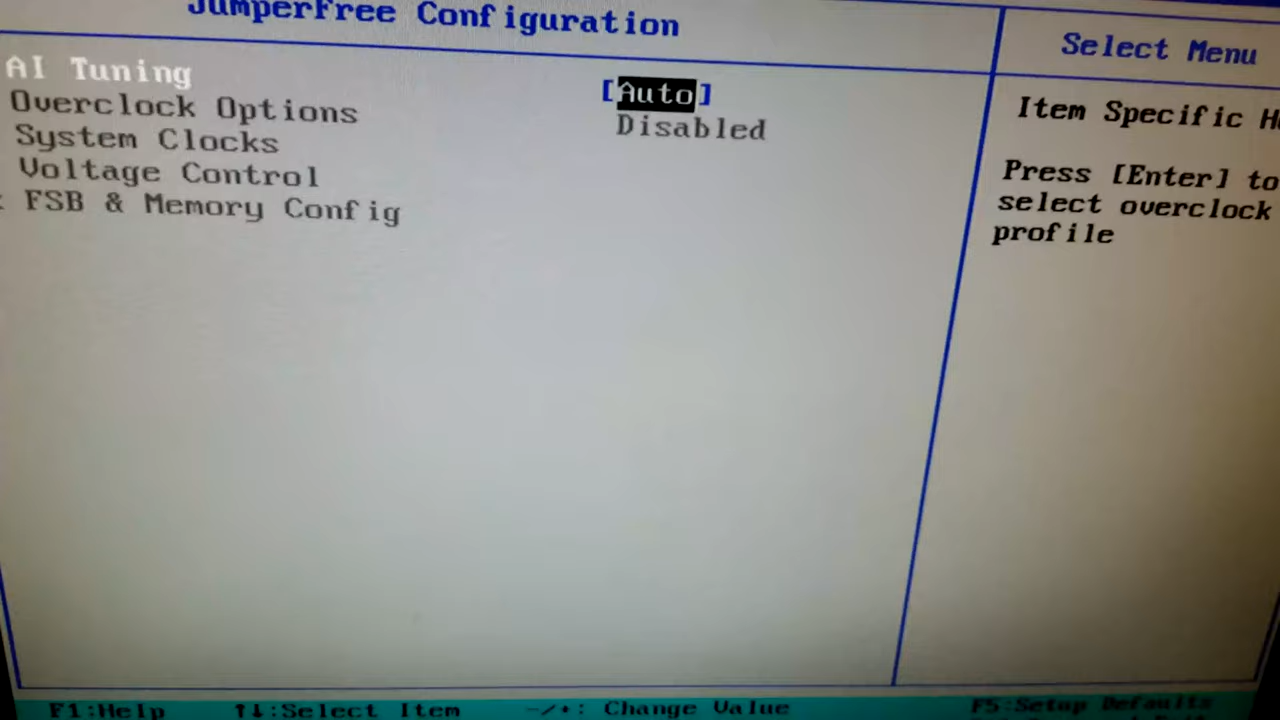 JumperFree Configuration
Select Menu
AI Tuning [Auto]
Overclock Options Disabled
System Clocks
Voltage Control
FSB & Memory Config
Item Specific
Press [Enter] to
select overclock
profile
F1:Help ↑↓:Select Item -/+: Change Value F5:Setup Defaults